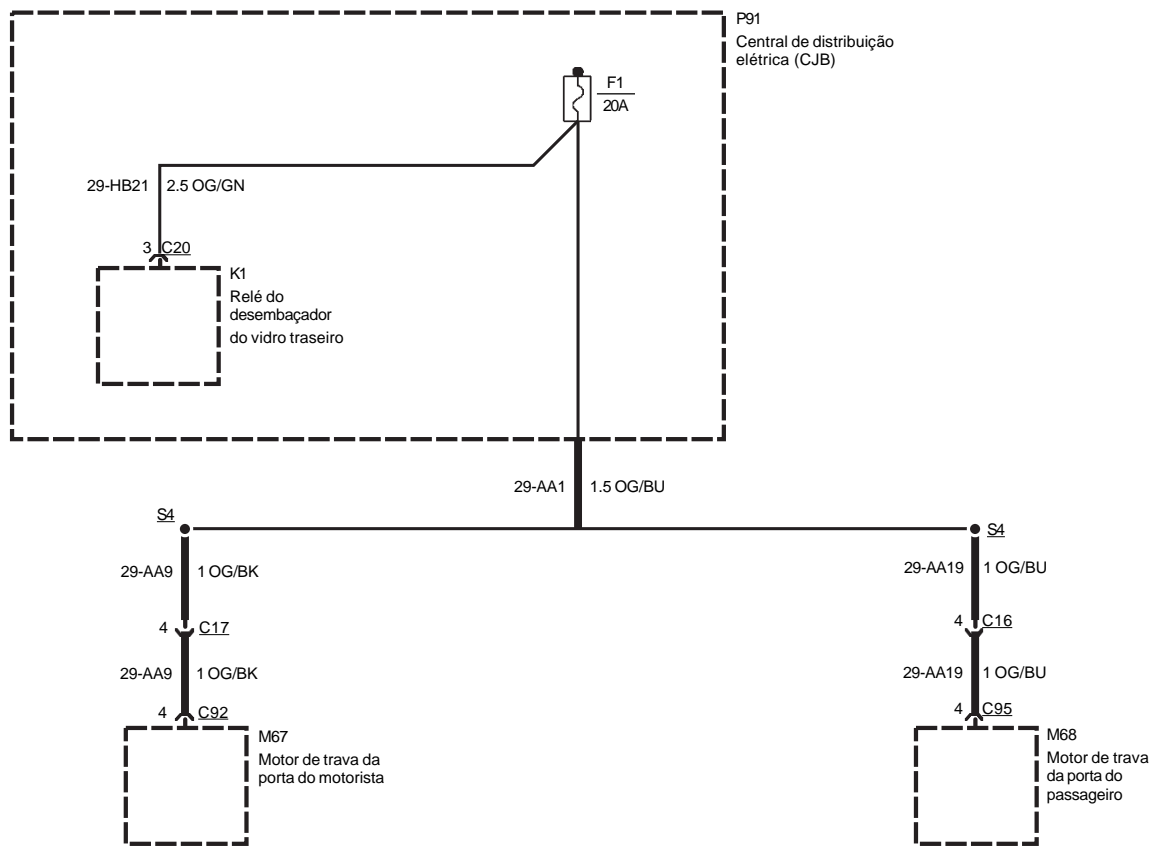 P91
Central de distribuição
elétrica (CJB)
F1
20A
29-HB21 2.5 OG/GN
3 C20
K1
Relé do
desembaçador
do vidro traseiro
29-AA1 1.5 OG/BU
S4 S4
29-AA9 1 OG/BK
29-AA19 1 OG/BU
4 C17
4 C16
29-AA9 1 OG/BK
29-AA19 1 OG/BU
4 C92
4 C95
M67
Motor de trava da
porta do motorista
M68
Motor de trava
da porta do
passageiro